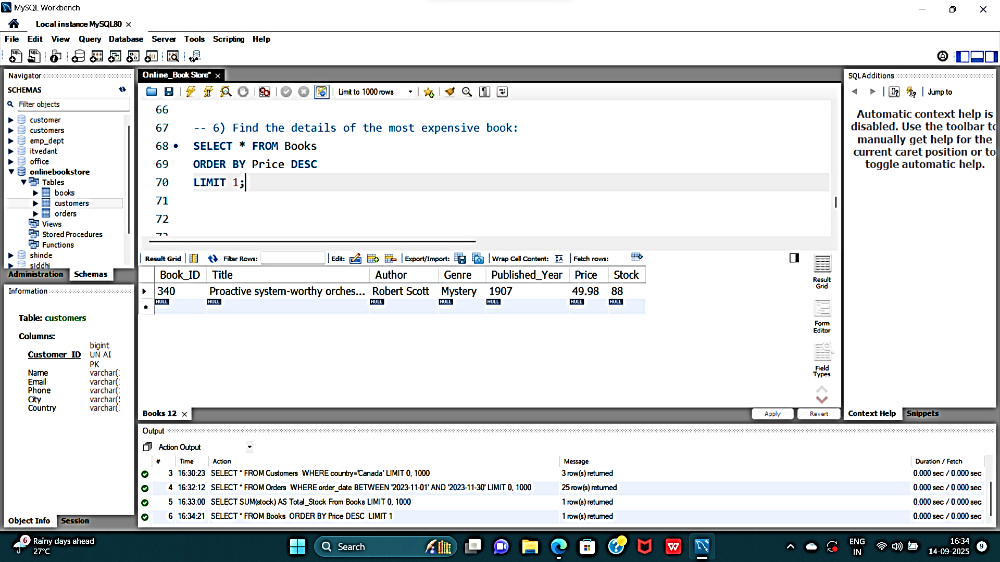 MySQL Workbench
Local instance MySQL80
File Edit View Query Database Server Tools Scripting Help
Navigator
SCHEMAS
Filter objects
customer
customers
emp_dept
itvedant
office
onlinebookstore
Tables
books
customers
orders
Views
Stored Procedures
Functions
shinde
siddhi
Administration Schemas
Information
Table: customers
Columns:
Customer_ID bigint UN AI PK
Name varchar(
Email varchar(
Phone varchar(
City varchar(
Country varchar(
Object Info Session
Online_Book Store*
Limit to 1000 rows
66
67 -- 6) Find the details of the most expensive book:
68 SELECT * FROM Books
69 ORDER BY Price DESC
70 LIMIT 1;
71
72
Result Grid Filter Rows: Edit: Export/Import: Wrap Cell Content: Fetch rows:
Book_ID Title Author Genre Published_Year Price Stock
340 Proactive system-worthy orches... Robert Scott Mystery 1907 49.98 88
NULL NULL NULL NULL NULL NULL NULL
Result Grid
Form Editor
Field Types
Books 12
Apply Revert
SQLAdditions
Jump to
Automatic context help is
disabled. Use the toolbar to
manually get help for the
current caret position or to
toggle automatic help.
Context Help Snippets
Output
Action Output
# Time Action Message Duration / Fetch
3 16:30:23 SELECT * FROM Customers WHERE country='Canada' LIMIT 0, 1000 3 row(s) returned 0.000 sec / 0.000 sec
4 16:32:12 SELECT * FROM Orders WHERE order_date BETWEEN '2023-11-01' AND '2023-11-30' LIMIT 0, 1000 25 row(s) returned 0.000 sec / 0.000 sec
5 16:33:00 SELECT SUM(stock) AS Total_Stock From Books LIMIT 0, 1000 1 row(s) returned 0.000 sec / 0.000 sec
6 16:34:21 SELECT * FROM Books ORDER BY Price DESC LIMIT 1 1 row(s) returned 0.000 sec / 0.000 sec
6 Rainy days ahead
27°C
Search
ENG
IN
16:34
14-09-2025
9